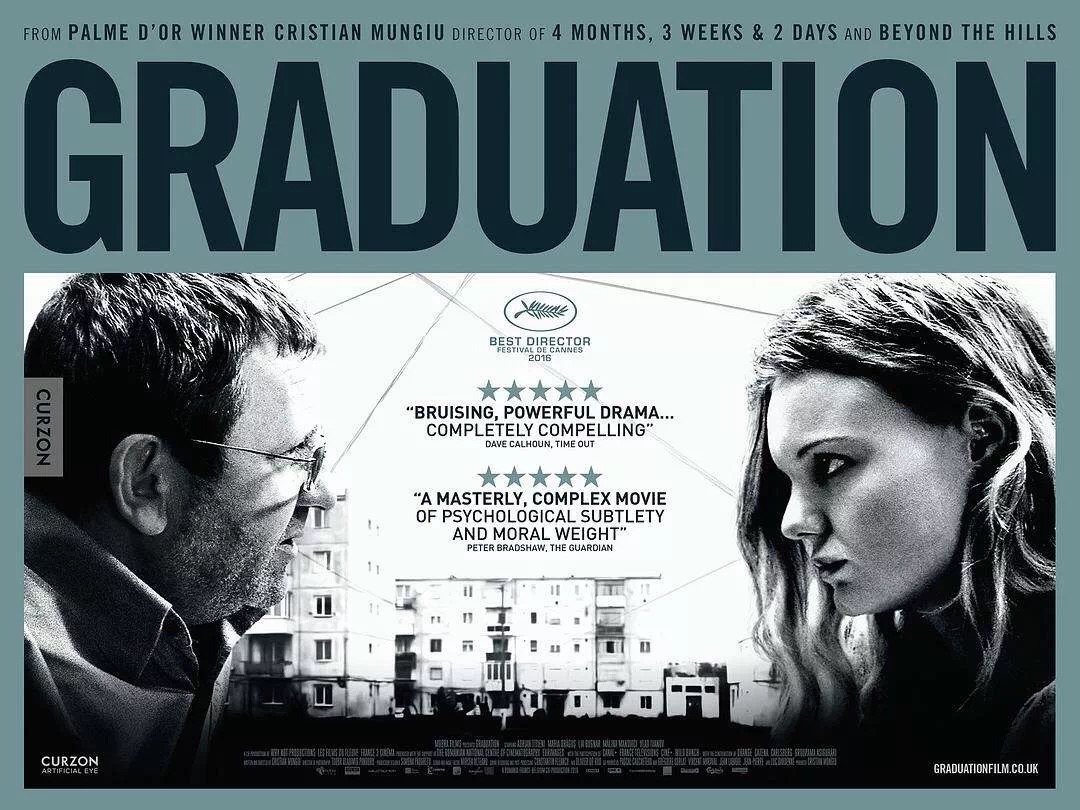 FROM PALME D'OR WINNER CRISTIAN MUNGIU DIRECTOR OF 4 MONTHS, 3 WEEKS & 2 DAYS AND BEYOND THE HILLS
GRADUATION
BEST DIRECTOR
FESTIVAL DE CANNES
2016
“BRUISING, POWERFUL DRAMA...
COMPLETELY COMPELLING”
DAVE CALHOUN, TIME OUT
CURZON
“A MASTERLY, COMPLEX MOVIE
OF PSYCHOLOGICAL SUBTLETY
AND MORAL WEIGHT”
PETER BRADSHAW, THE GUARDIAN
CURZON
ARTIFICIAL EYE
GRADUATIONFILM.CO.UK